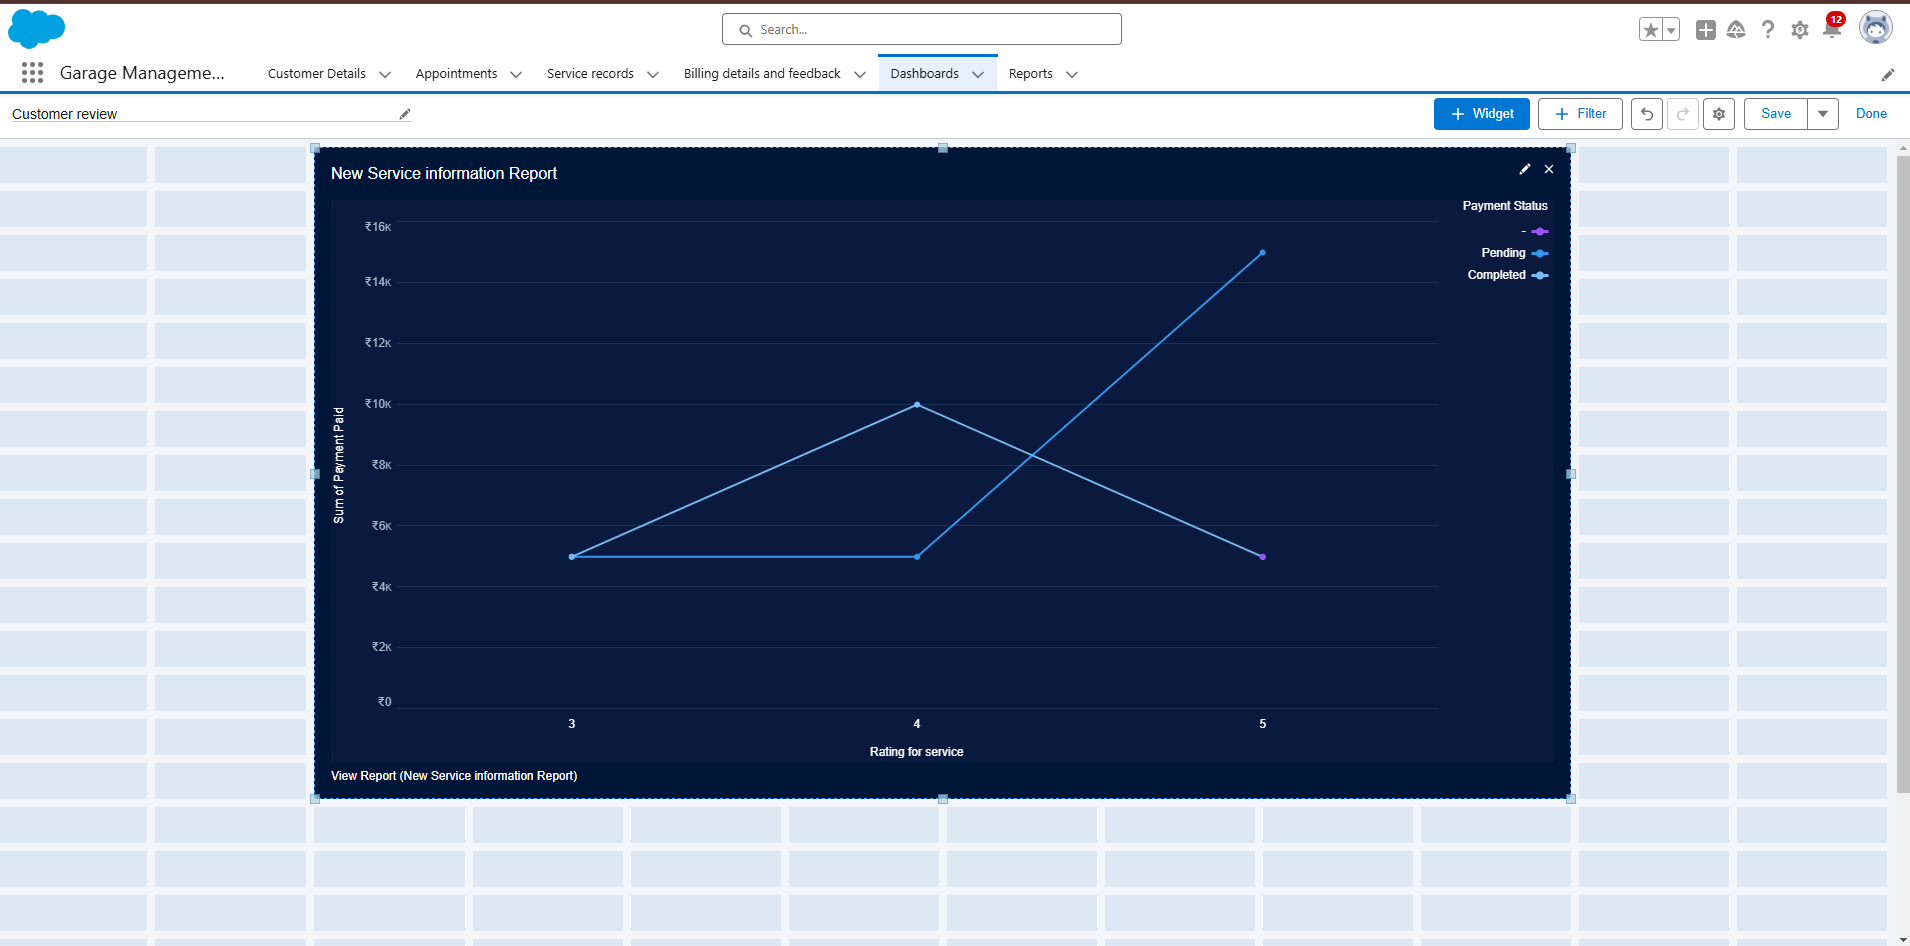 Search...
12
Garage Manageme...
Customer Details
Appointments
Service records
Billing details and feedback
Dashboards
Reports
Customer review
Widget
Filter
Save
Done
New Service information Report
Payment Status
-
Pending
Completed
₹16K
₹14K
₹12K
₹10K
₹8K
₹6K
₹4K
₹2K
₹0
Sum of Payment Paid
3
4
5
Rating for service
View Report (New Service information Report)